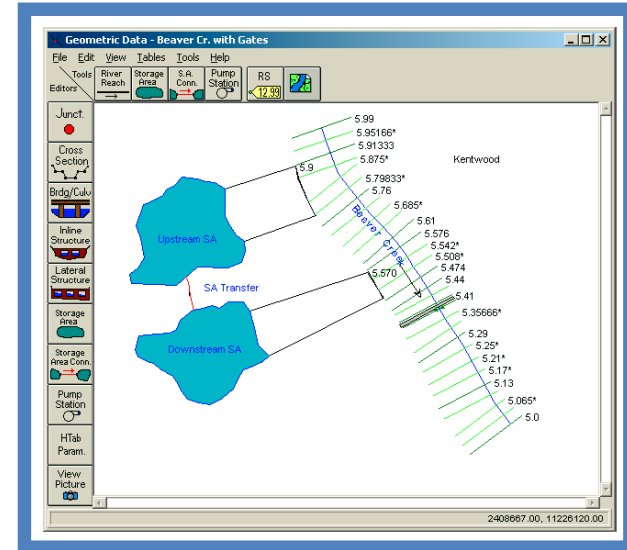 Geometric Data - Beaver Cr. with Gates
File Edit View Tables Tools Help
Tools
Editors
River
Reach
Storage
Area
S.A.
Conn.
Pump
Station
RS
12.99
Junct.
Cross
Section
Brdg/Culv
Inline
Structure
Lateral
Structure
Storage
Area
Storage
Area Conn.
Pump
Station
HTab
Param.
View
Picture
5.99
5.95166*
5.91333
5.875*
5.9
5.79833*
5.76
5.685*
5.61
5.576
5.542*
5.508*
5.474
5.44
5.41
5.35666*
5.29
5.25*
5.21*
5.17*
5.13
5.065*
5.0
Kentwood
Beaver Creek
Upstream SA
5.570
SA Transfer
Downstream SA
2408667.00, 11226120.00